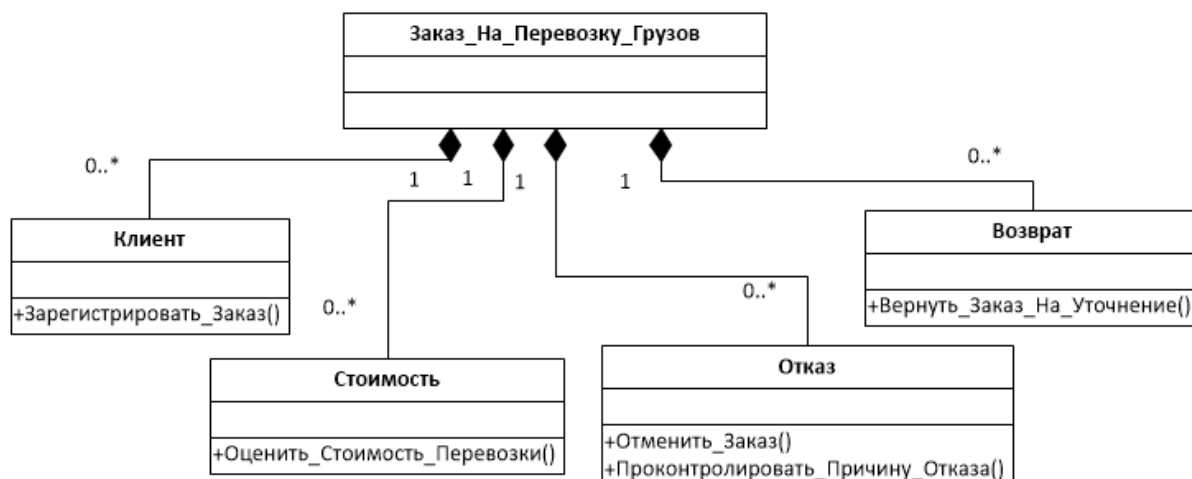 Заказ_На_Перевозку_Грузов
0..*
1
1
1
1
0..*
Клиент
+Зарегистрировать_Заказ()
Возврат
+Вернуть_Заказ_На_Уточнение()
0..*
0..*
Стоимость
+Оценить_Стоимость_Перевозки()
Отказ
+Отменить_Заказ()
+Проконтролировать_Причину_Отказа()